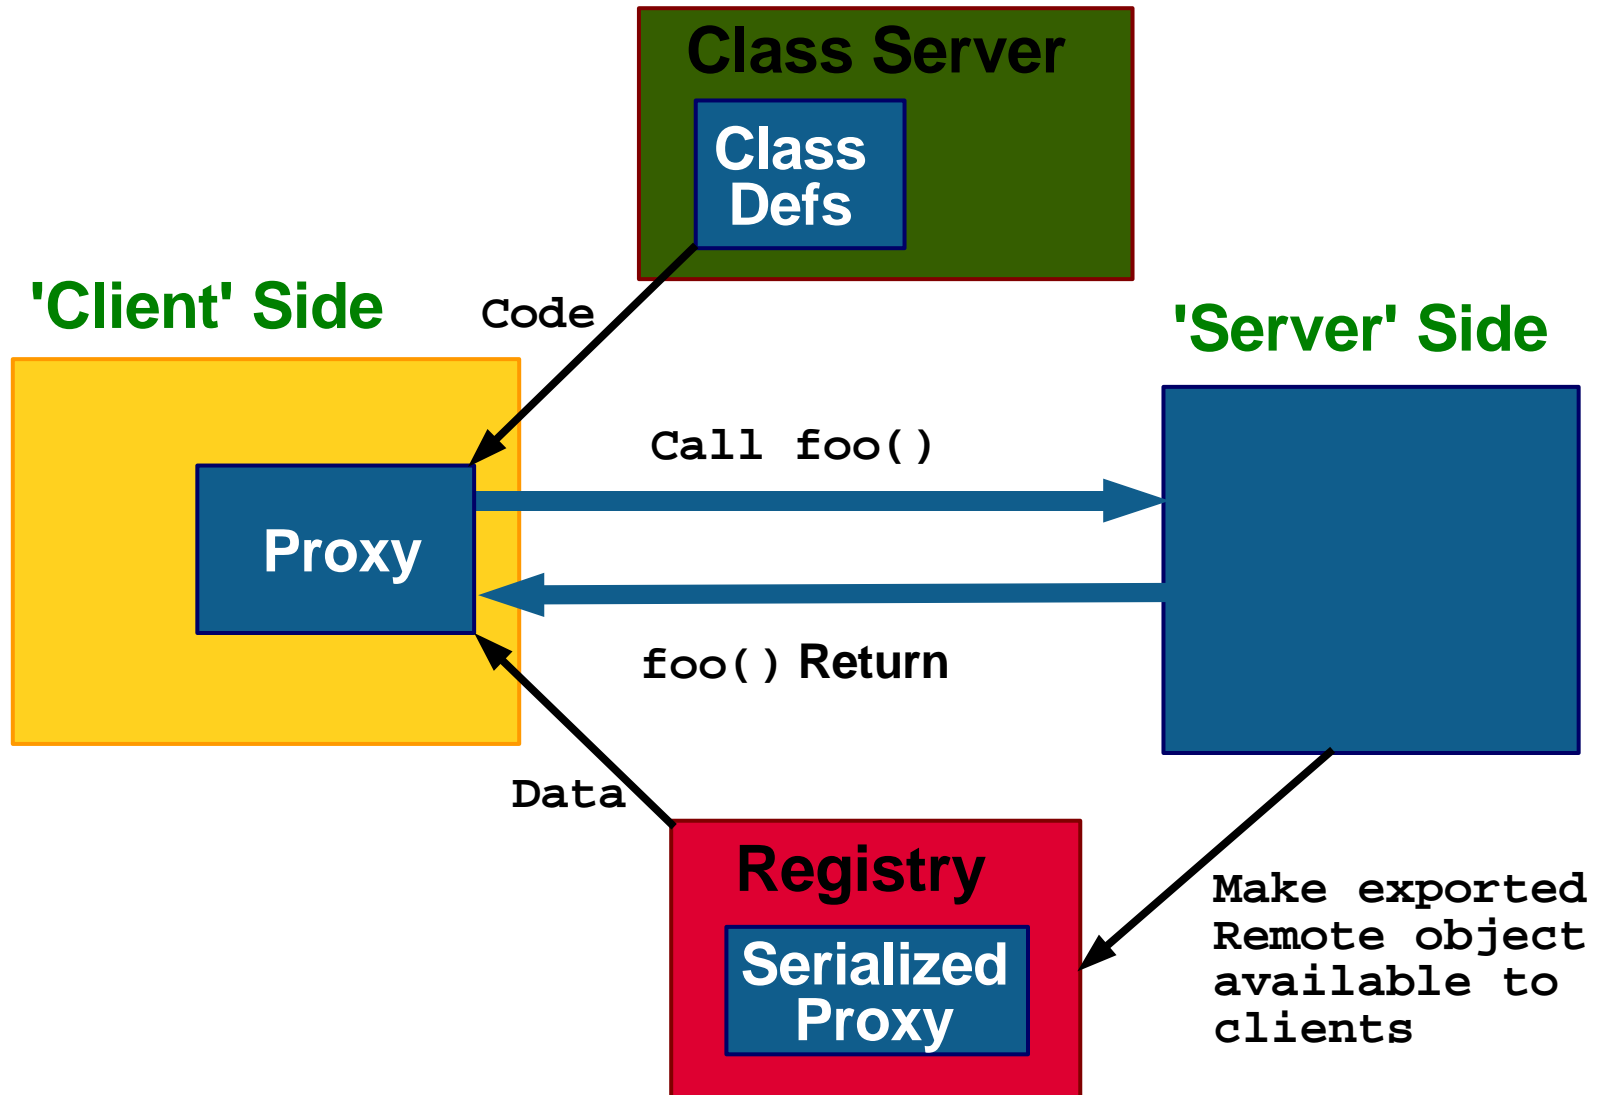 Class Server
Class
Defs
'Client' Side
Code
'Server' Side
Call foo()
Proxy
foo() Return
Data
Registry
Serialized
Proxy
Make exported
Remote object
available to
clients